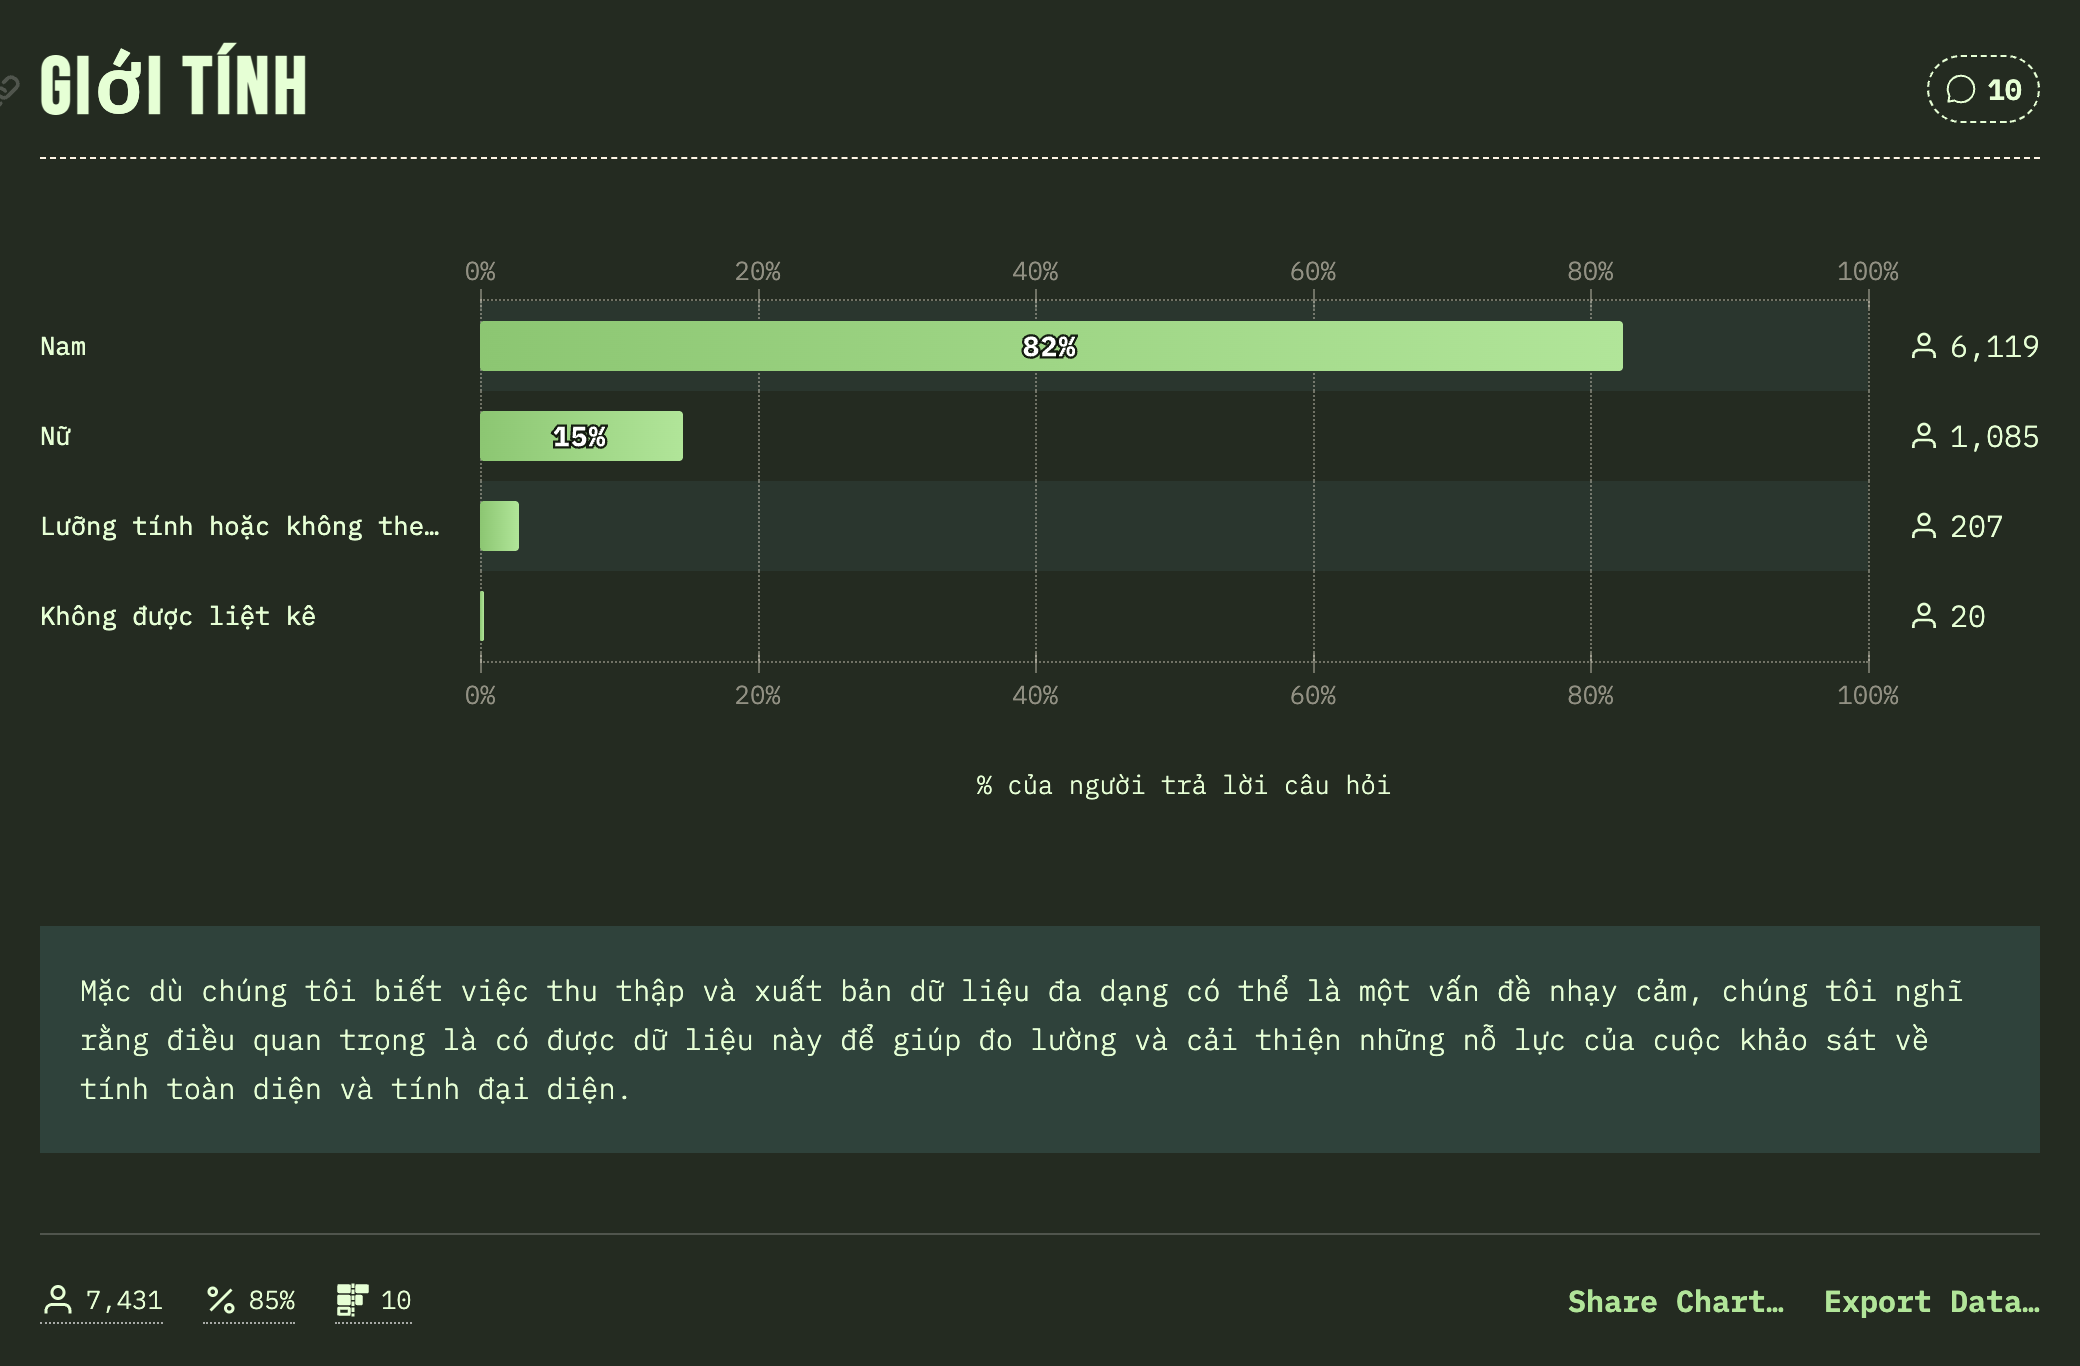 GIớI TÍNH
10
0% 20% 40% 60% 80% 100%
Nam 82% 6,119
Nữ 15% 1,085
Lưỡng tính hoặc không the… 207
Không được liệt kê 20
0% 20% 40% 60% 80% 100%
% của người trả lời câu hỏi
Mặc dù chúng tôi biết việc thu thập và xuất bản dữ liệu đa dạng có thể là một vấn đề nhạy cảm, chúng tôi nghĩ
rằng điều quan trọng là có được dữ liệu này để giúp đo lường và cải thiện những nỗ lực của cuộc khảo sát về
tính toàn diện và tính đại diện.
7,431 85% 10 Share Chart… Export Data…